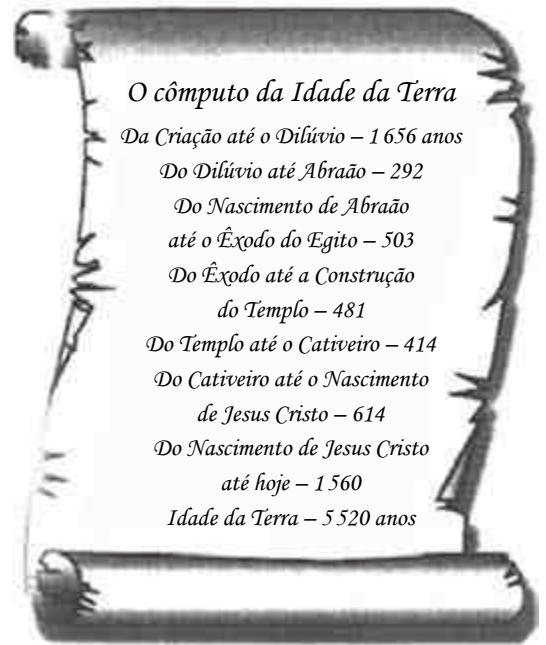 O cômputo da Idade da Terra
Da Criação até o Dilúvio – 1 656 anos
Do Dilúvio até Abraão – 292
Do Nascimento de Abraão
até o Êxodo do Egito – 503
Do Êxodo até a Construção
do Templo – 481
Do Templo até o Cativeiro – 414
Do Cativeiro até o Nascimento
de Jesus Cristo – 614
Do Nascimento de Jesus Cristo
até hoje – 1 560
Idade da Terra – 5 520 anos